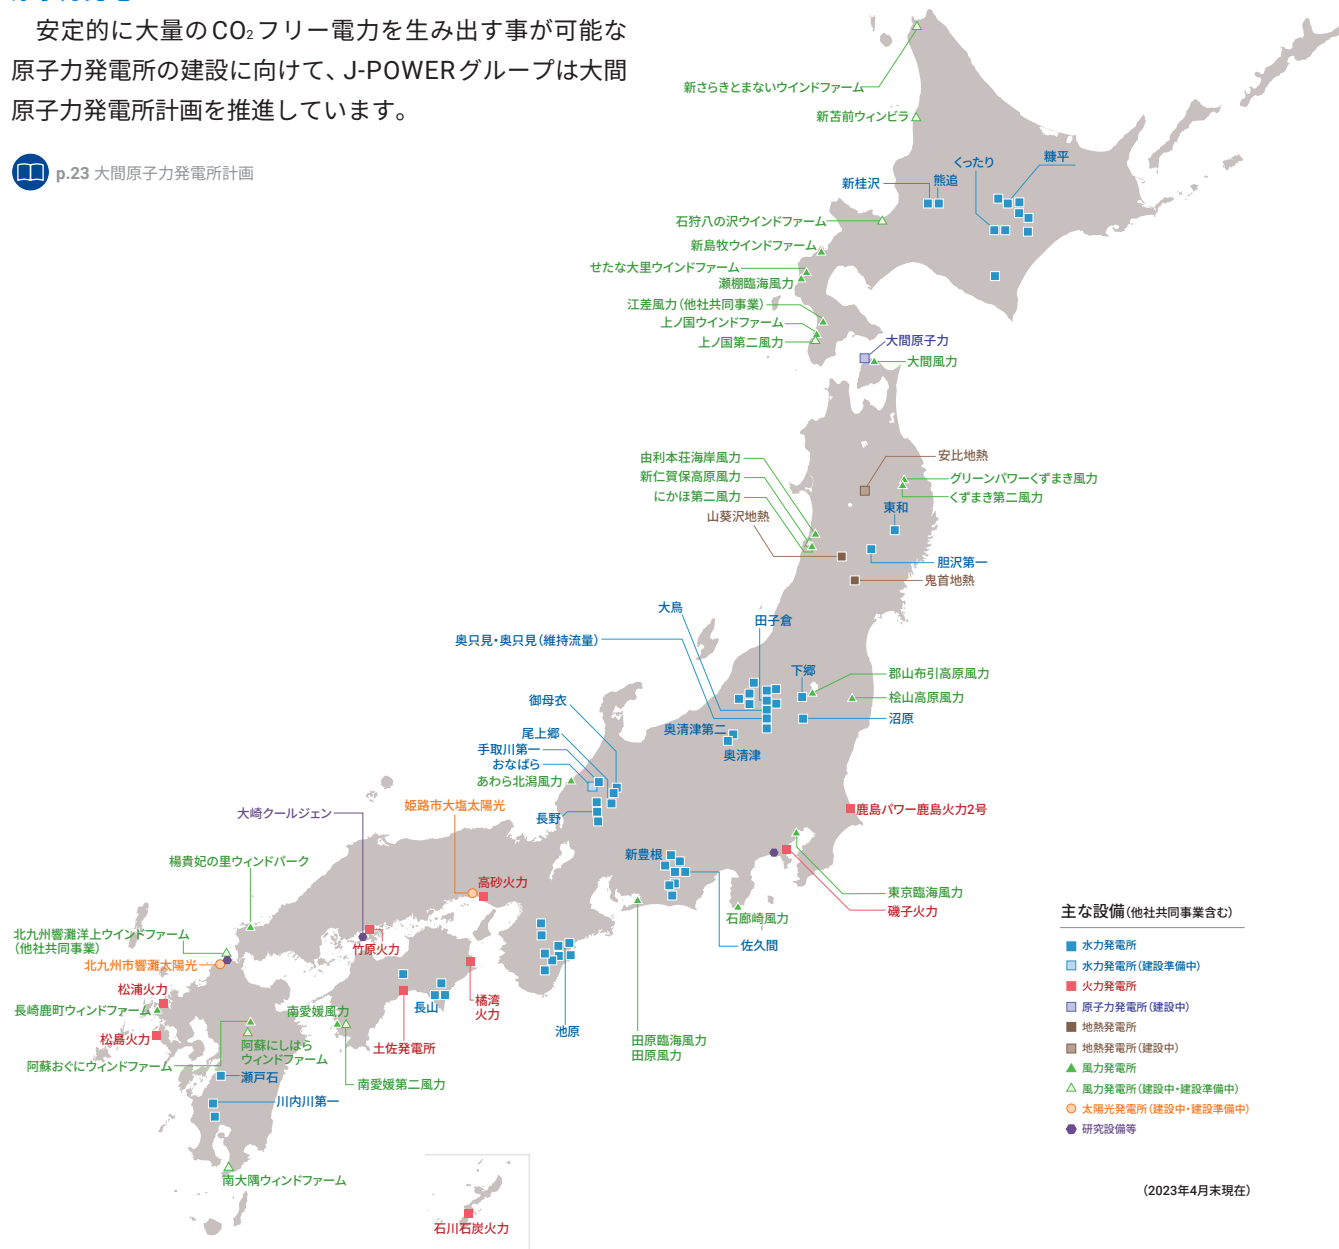 安定的に大量のCO₂フリー電力を生み出す事が可能な
原子力発電所の建設に向けて、J-POWERグループは大間
原子力発電所計画を推進しています。
p.23 大間原子力発電所計画
新さらきとまないウインドファーム
新苫前ウィンビラ
くったり
糠平
新桂沢
熊追
石狩八の沢ウインドファーム
新島牧ウインドファーム
せたな大里ウインドファーム
瀬棚臨海風力
江差風力（他社共同事業）
上ノ国ウインドファーム
上ノ国第二風力
大間原子力
大間風力
由利本荘海岸風力
新仁賀保高原風力
にかほ第二風力
山葵沢地熱
安比地熱
グリーンパワーくずまき風力
くずまき第二風力
東和
胆沢第一
鬼首地熱
大鳥
田子倉
奥只見・奥只見（維持流量）
下郷
郡山布引高原風力
桧山高原風力
沼原
御母衣
奥清津第二
奥清津
尾上郷
手取川第一
おなばら
あわら北潟風力
長野
鹿島パワー鹿島火力2号
大崎クールジェン
姫路市大塩太陽光
新豊根
楊貴妃の里ウィンドパーク
高砂火力
東京臨海風力
磯子火力
石廊崎風力
佐久間
北九州響灘洋上ウインドファーム
（他社共同事業）
北九州市響灘太陽光
竹原火力
松浦火力
長崎鹿町ウィンドファーム
松島火力
南愛媛風力
長山
橘湾
火力
池原
田原臨海風力
田原風力
阿蘇にしはら
ウィンドファーム
阿蘇おぐにウィンドファーム
土佐発電所
瀬戸石
南愛媛第二風力
川内川第一
南大隅ウィンドファーム
石川石炭火力
主な設備（他社共同事業含む）
水力発電所
水力発電所（建設準備中）
火力発電所
原子力発電所（建設中）
地熱発電所
地熱発電所（建設中）
風力発電所
風力発電所（建設中・建設準備中）
太陽光発電所（建設中・建設準備中）
研究設備等
（2023年4月末現在）